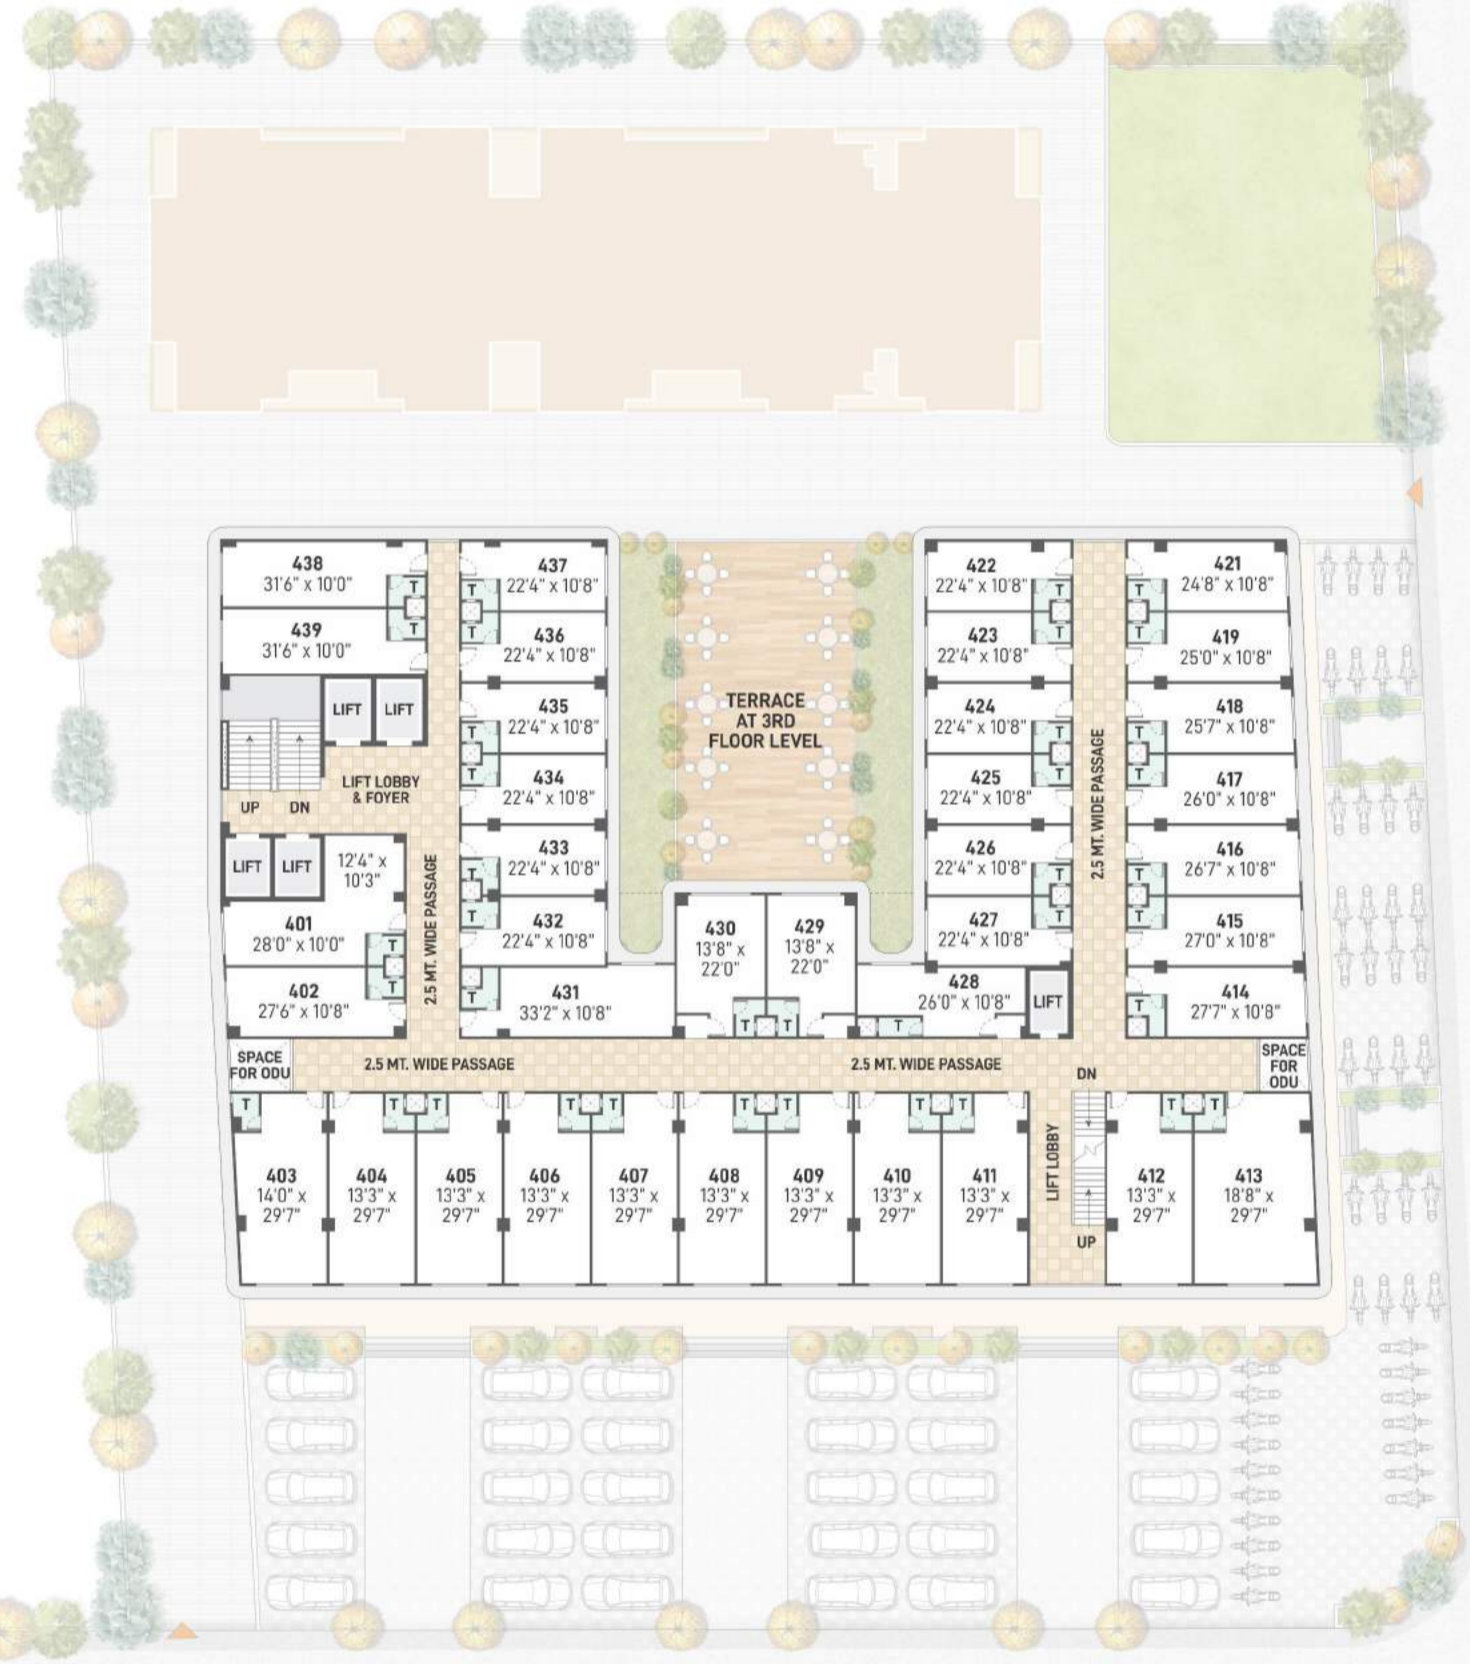 438
31'6" x 10'0"
T
T
439
31'6" x 10'0"
437
22'4" x 10'8"
T
T
436
22'4" x 10'8"
422
22'4" x 10'8"
T
T
423
22'4" x 10'8"
421
24'8" x 10'8"
T
T
419
25'0" x 10'8"
LIFT
LIFT
435
22'4" x 10'8"
T
T
434
22'4" x 10'8"
TERRACE
AT 3RD
FLOOR LEVEL
424
22'4" x 10'8"
T
T
425
22'4" x 10'8"
2.5 MT. WIDE PASSAGE
418
25'7" x 10'8"
T
T
417
26'0" x 10'8"
LIFT LOBBY
& FOYER
UP
DN
LIFT
LIFT
12'4" x
10'3"
2.5 MT. WIDE PASSAGE
433
22'4" x 10'8"
T
T
432
22'4" x 10'8"
426
22'4" x 10'8"
T
T
427
22'4" x 10'8"
416
26'7" x 10'8"
T
T
415
27'0" x 10'8"
401
28'0" x 10'0"
T
T
402
27'6" x 10'8"
T
431
33'2" x 10'8"
430
13'8" x
22'0"
429
13'8" x
22'0"
T
T
428
26'0" x 10'8"
T
LIFT
T
414
27'7" x 10'8"
SPACE
FOR ODU
2.5 MT. WIDE PASSAGE
2.5 MT. WIDE PASSAGE
DN
SPACE
FOR
ODU
T
T
T
T
T
T
T
T
T
T
T
403
14'0" x
29'7"
404
13'3" x
29'7"
405
13'3" x
29'7"
406
13'3" x
29'7"
407
13'3" x
29'7"
408
13'3" x
29'7"
409
13'3" x
29'7"
410
13'3" x
29'7"
411
13'3" x
29'7"
LIFT LOBBY
UP
412
13'3" x
29'7"
413
18'8" x
29'7"